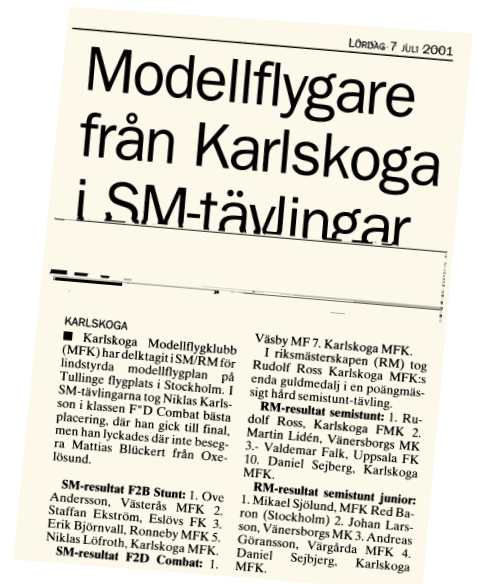 LÖRDAG 7 JULI 2001
Modellflygare
från Karlskoga
i SM-tävlingar
KARLSKOGA
■ Karlskoga Modellflygklubb
(MFK) har delktagit i SM/RM för
lindstyrda modellflygplan på
Tullinge flygplats i Stockholm. I
SM-tävlingarna tog Niklas Karls-
son i klassen F"D Combat bästa
placering, där han gick till final,
men han lyckades där inte beseg-
ra Mattias Blückert från Oxe-
lösund.
SM-resultat F2B Stunt: 1. Ove
Andersson, Västerås MFK 2.
Staffan Ekström, Eslövs FK 3.
Erik Björnvall, Ronneby MFK 5.
Niklas Löfroth, Karlskoga MFK.
SM-resultat F2D Combat: 1.
Väsby MF 7. Karlskoga MFK.
I riksmästerskapen (RM) tog
Rudolf Ross Karlskoga MFK:s
enda guldmedalj i en poängmäs-
sigt hård semistunt-tävling.
RM-resultat semistunt: 1. Ru-
dolf Ross, Karlskoga FMK 2.
Martin Lidén, Vänersborgs MK
3.- Valdemar Falk, Uppsala FK
10. Daniel Sejberg, Karlskoga
MFK.
RM-resultat semistunt junior:
1. Mikael Sjölund, MFK Red Ba-
ron (Stockholm) 2. Johan Lars-
son, Vänersborgs MK 3. Andreas
Göransson, Vårgårda MFK 4.
Daniel Sejbjerg, Karlskoga
MFK.